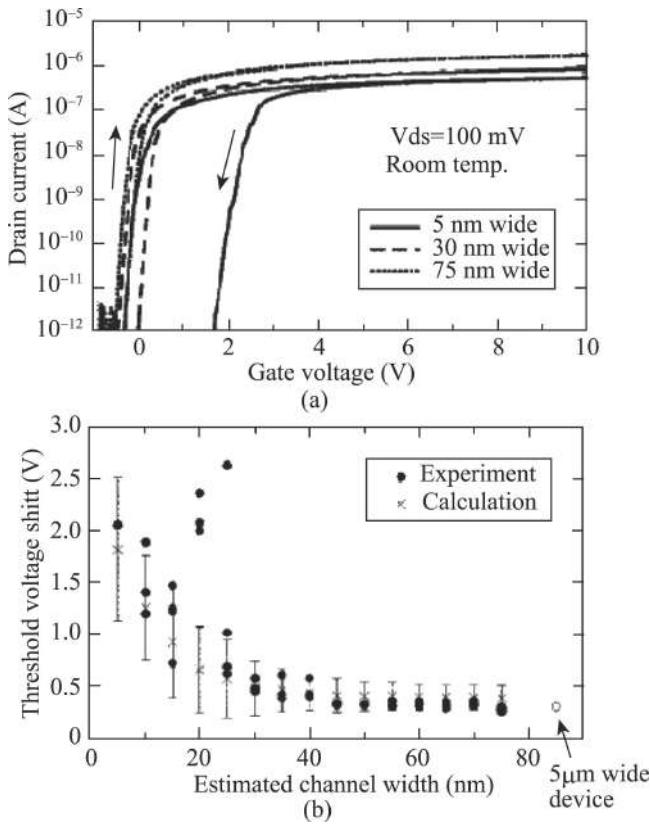 10⁻⁵
10⁻⁶
10⁻⁷
10⁻⁸
10⁻⁹
10⁻¹⁰
10⁻¹¹
10⁻¹²
Drain current (A)
Vds=100 mV
Room temp.
5 nm wide
30 nm wide
75 nm wide
0 2 4 6 8 10
Gate voltage (V)
(a)
3.0
2.5
2.0
1.5
1.0
0.5
0
Threshold voltage shitt (V)
Experiment
Calculation
0 20 40 60 80
Estimated channel width (nm)
5μm wide
device
(b)